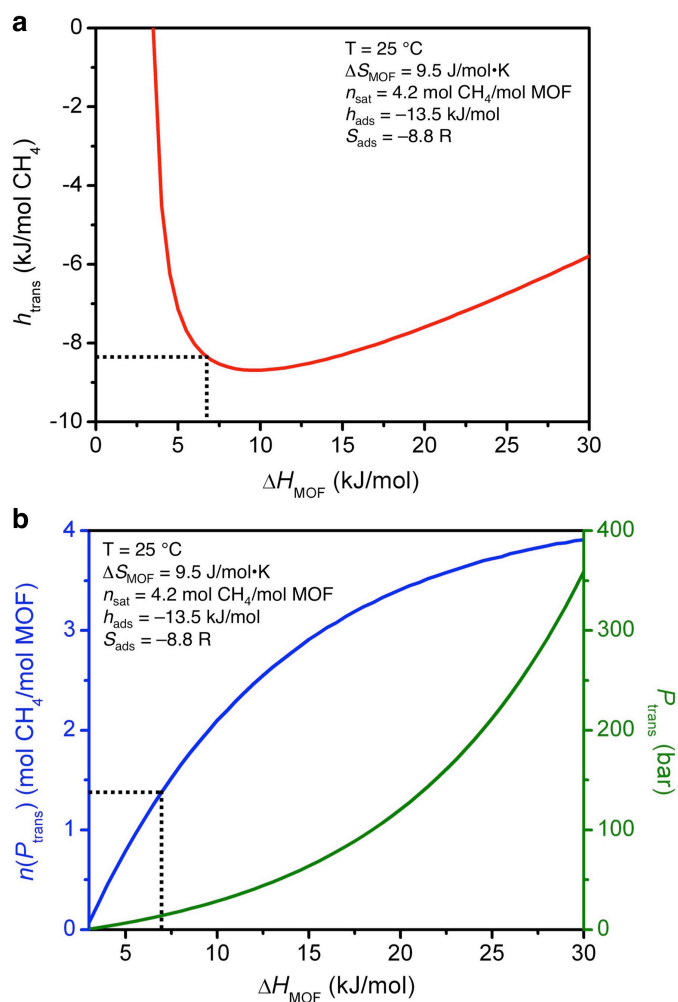 a
0
-2
-4
-6
-8
-10
h_trans (kJ/mol CH₄)
T = 25 °C
ΔS_MOF = 9.5 J/mol•K
n_sat = 4.2 mol CH₄/mol MOF
h_ads = –13.5 kJ/mol
S_ads = –8.8 R
0 5 10 15 20 25 30
ΔH_MOF (kJ/mol)
b
4
3
2
1
0
n(P_trans) (mol CH₄/mol MOF)
T = 25 °C
ΔS_MOF = 9.5 J/mol•K
n_sat = 4.2 mol CH₄/mol MOF
h_ads = –13.5 kJ/mol
S_ads = –8.8 R
400
300
200
100
0
P_trans (bar)
5 10 15 20 25 30
ΔH_MOF (kJ/mol)